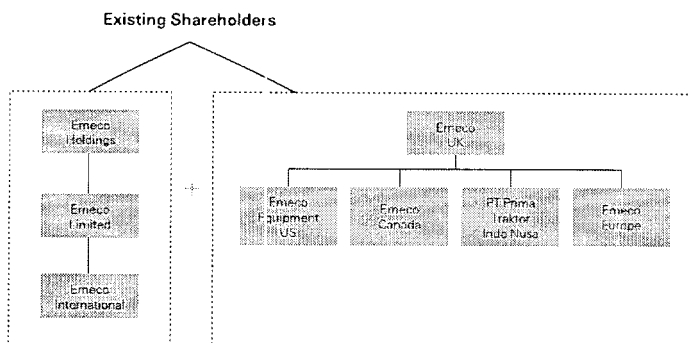 Existing Shareholders
Emeco
Holdings
Emeco
UK
+
Emeco
Limited
Emeco
Equipment
US
Emeco
Canada
PT Prima
Traktor
Indo Nusa
Emeco
Europe
Emeco
International